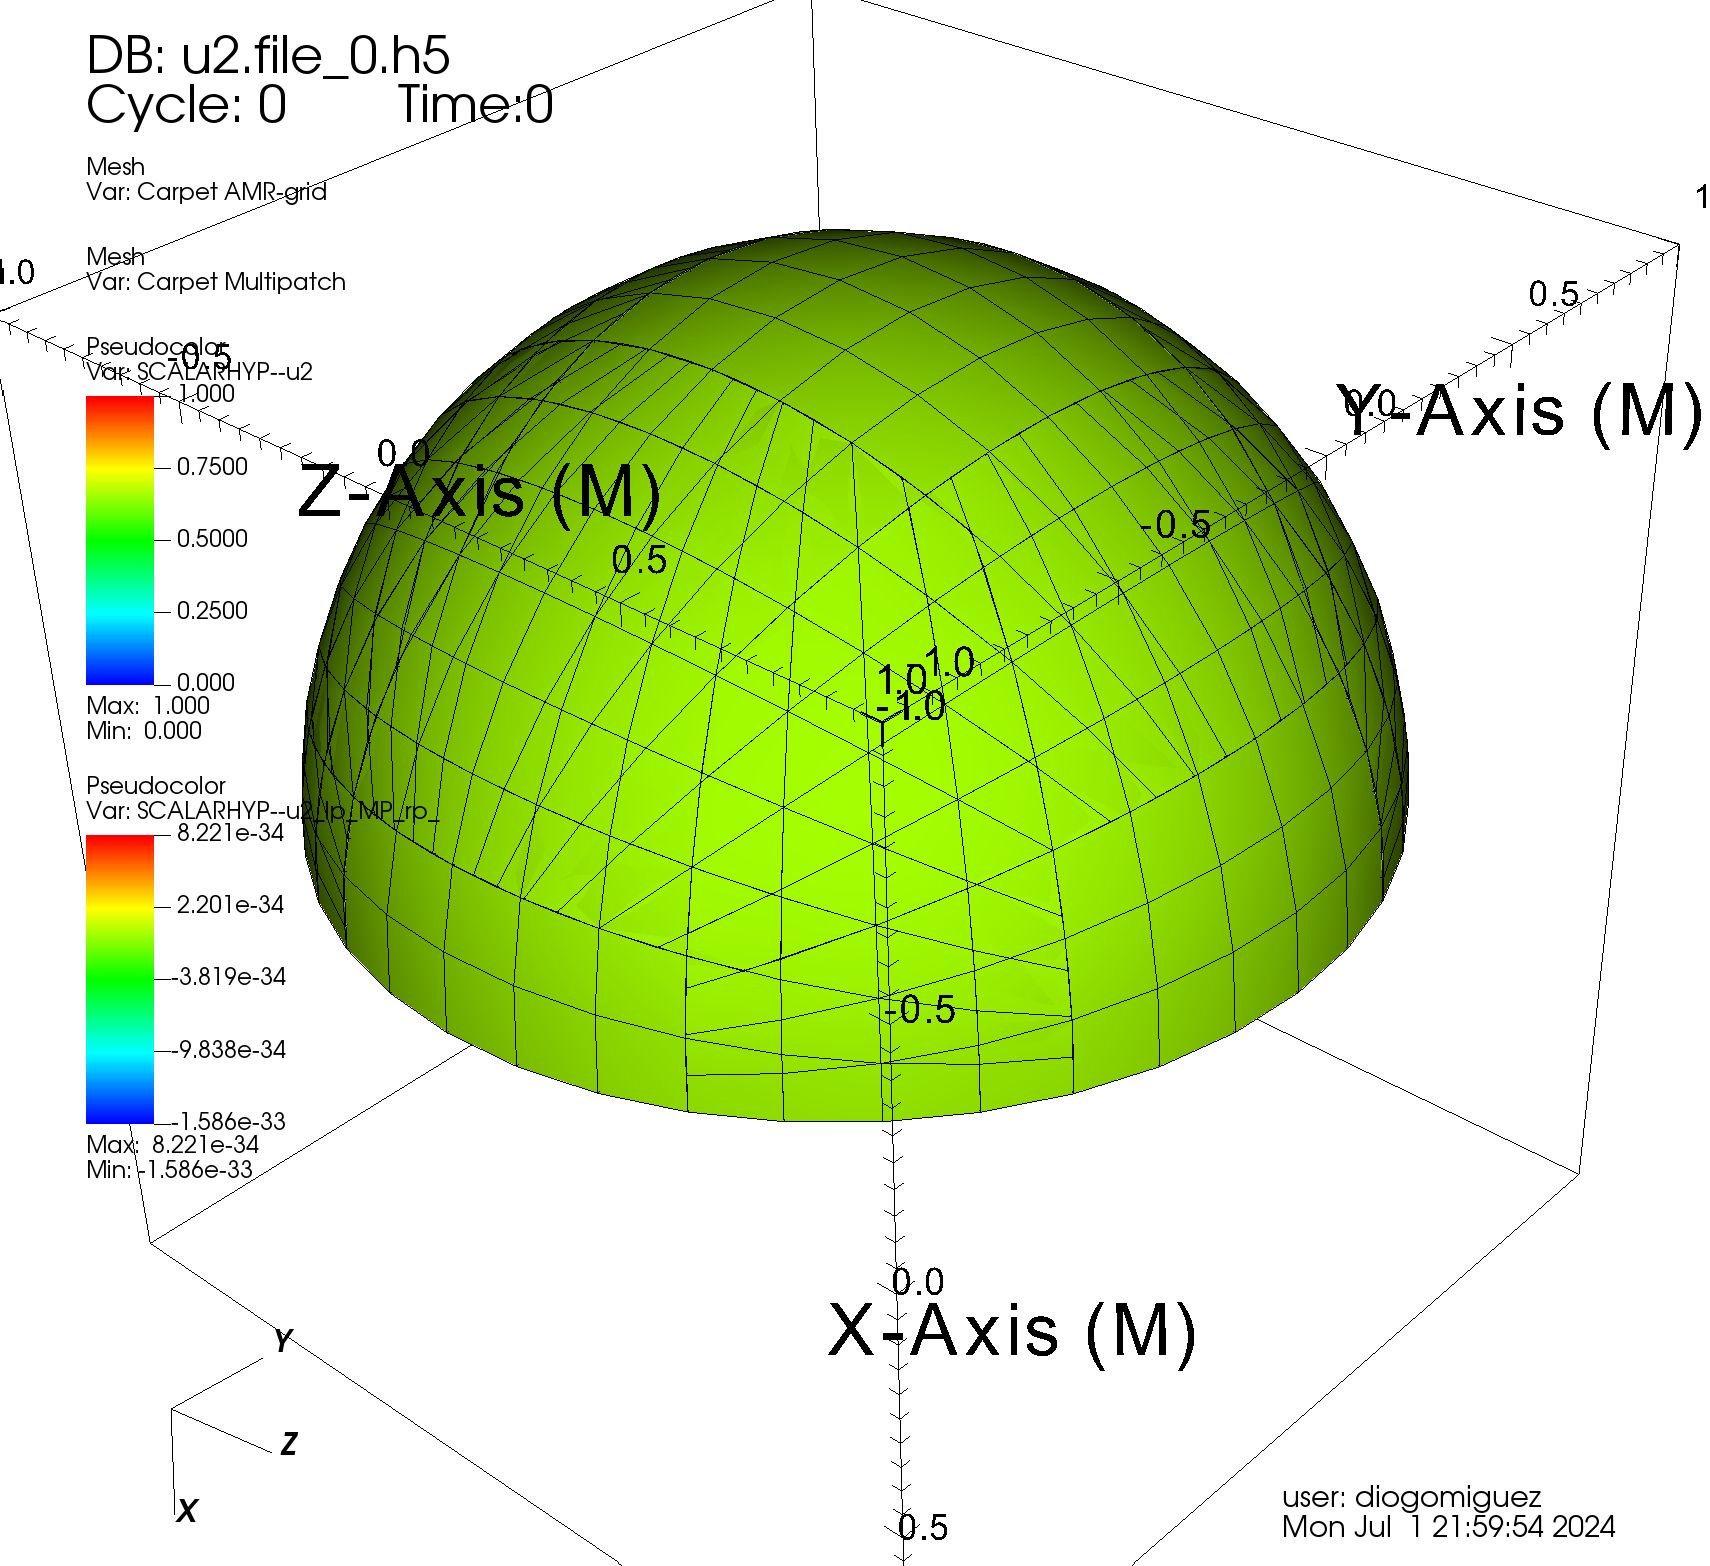 DB: u2.file_0.h5
Cycle: 0 Time:0
Mesh
Var: Carpet AMR-grid
Mesh
Var: Carpet Multipatch
Pseudocolor
Var: SCALARHYP--u2
1.000
0.7500
0.5000
0.2500
0.000
Max: 1.000
Min: 0.000
Pseudocolor
Var: SCALARHYP--u2_Ip_MP_rp_
8.221e-34
2.201e-34
-3.819e-34
-9.838e-34
-1.586e-33
Max: 8.221e-34
Min: -1.586e-33
-0.5
0.0
Z-Axis (M)
0.5
1.0
1
0.5
0.0
Y-Axis (M)
-0.5
-1.0
-1.0
-0.5
0.0
X-Axis (M)
0.5
Y
Z
X
user: diogomiguez
Mon Jul 1 21:59:54 2024